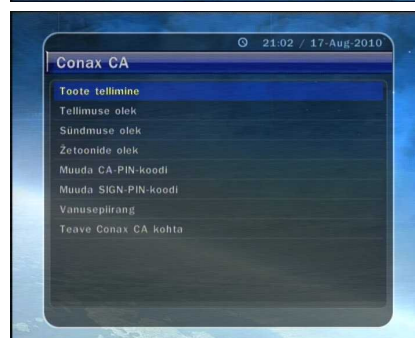 21:02 / 17-Aug-2010
Conax CA
Toote tellimine
Tellimuse olek
Sündmuse olek
Žetoonide olek
Muuda CA-PIN-koodi
Muuda SIGN-PIN-koodi
Vanusepiirang
Teave Conax CA kohta